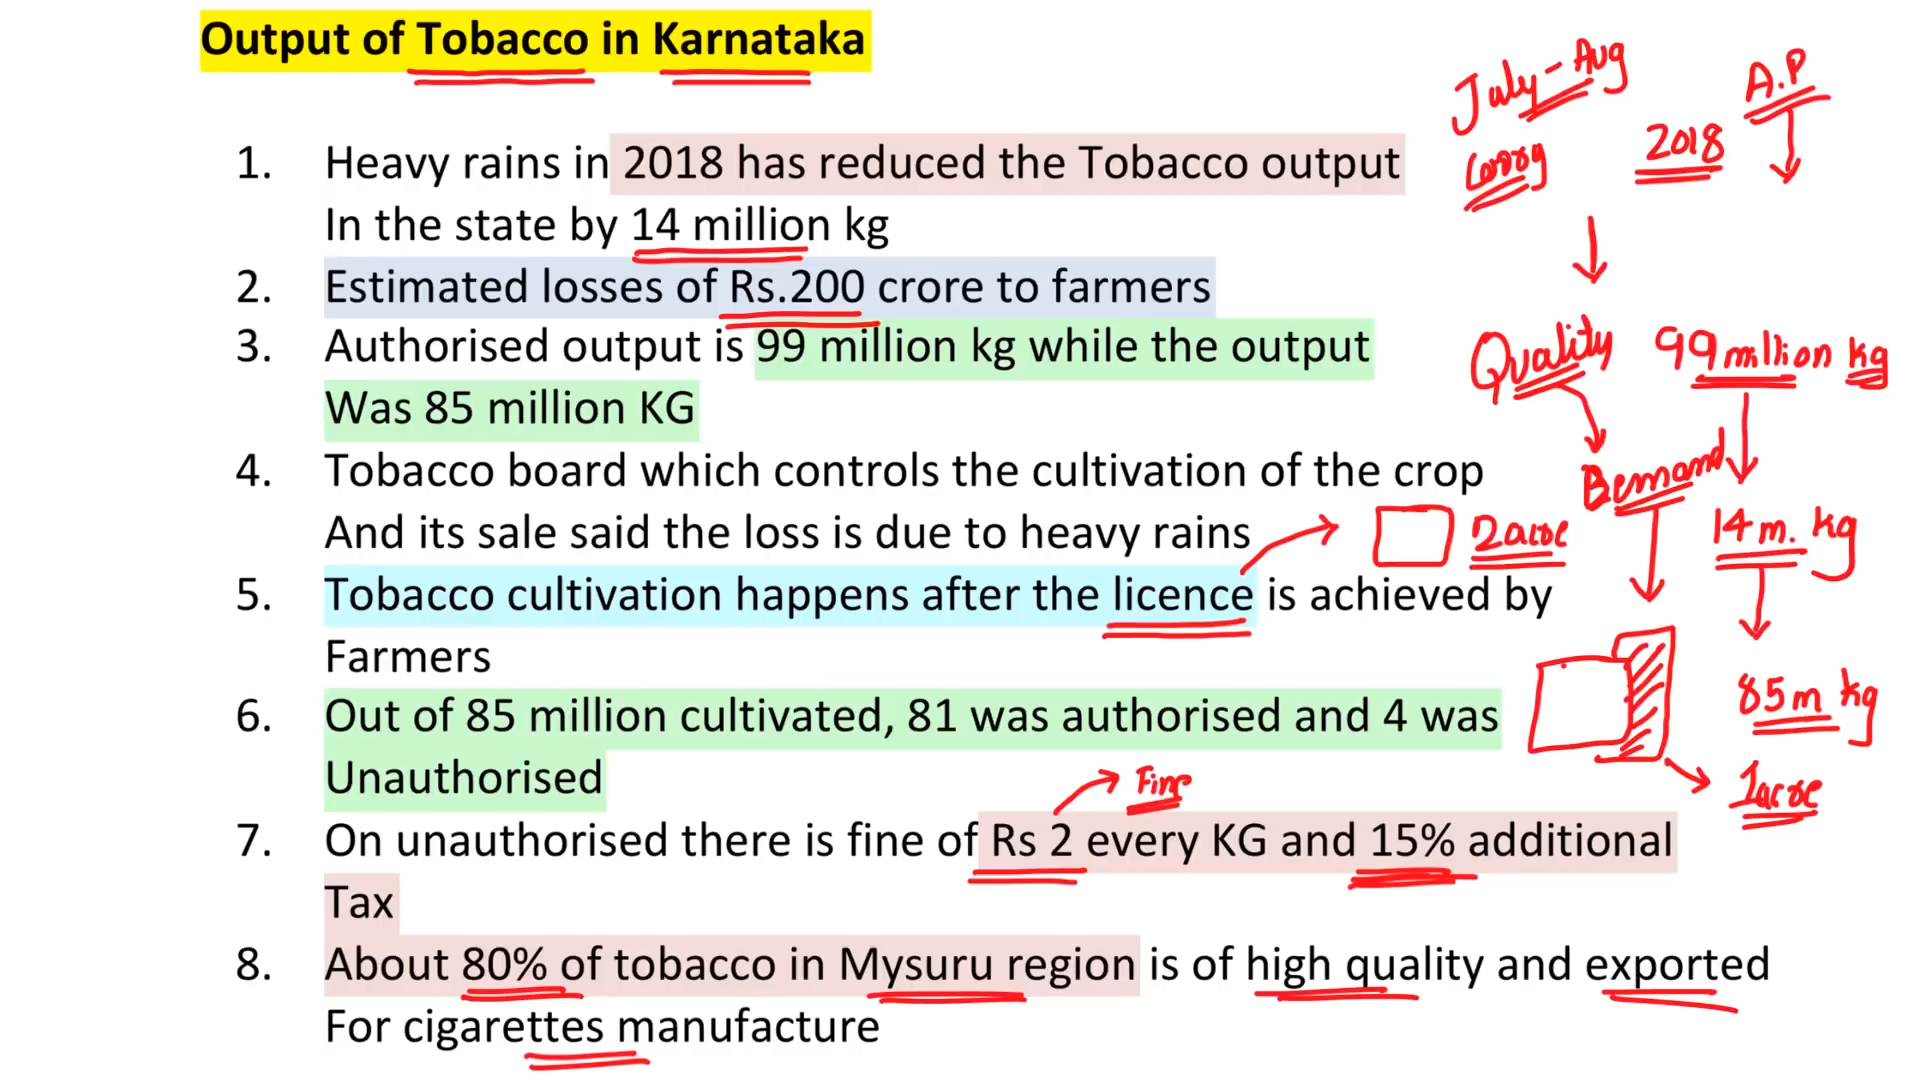 Output of Tobacco in Karnataka
July-Aug
A.P
Coorg
2018
1. Heavy rains in 2018 has reduced the Tobacco output
In the state by 14 million kg
2. Estimated losses of Rs.200 crore to farmers
3. Authorised output is 99 million kg while the output
Was 85 million KG
Quality
99 million kg
4. Tobacco board which controls the cultivation of the crop
And its sale said the loss is due to heavy rains
Demand
2 acre
14 m. kg
5. Tobacco cultivation happens after the licence is achieved by
Farmers
6. Out of 85 million cultivated, 81 was authorised and 4 was
Unauthorised
85m kg
1acre
Fine
7. On unauthorised there is fine of Rs 2 every KG and 15% additional
Tax
8. About 80% of tobacco in Mysuru region is of high quality and exported
For cigarettes manufacture